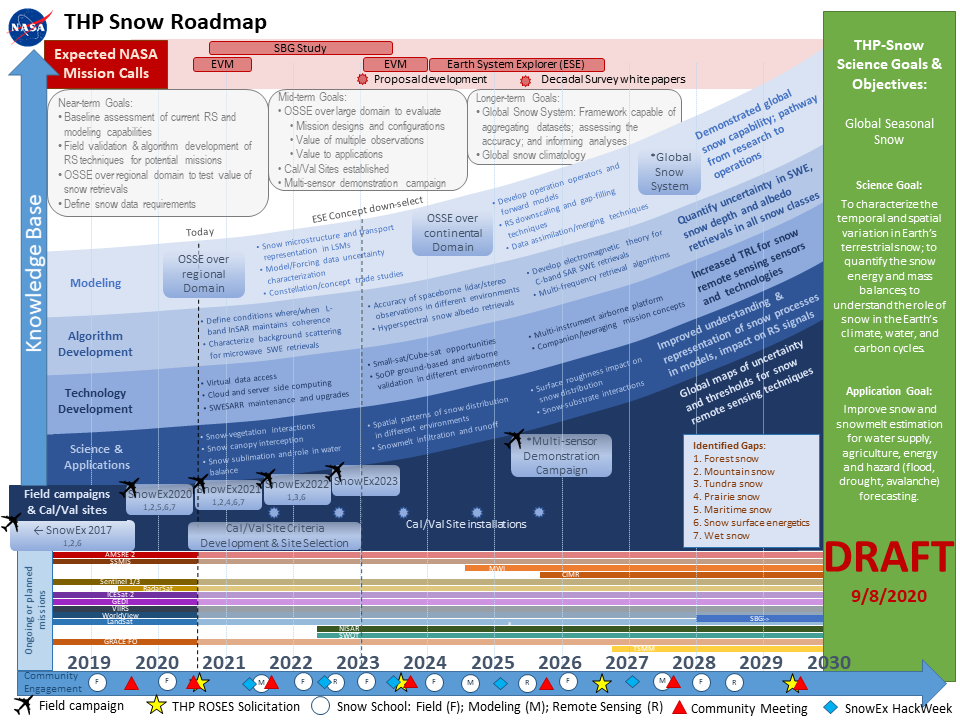 NASA
THP Snow Roadmap
Expected NASA
Mission Calls
SBG Study
EVM
EVM
Earth System Explorer (ESE)
Proposal development
Decadal Survey white papers
Near-term Goals:
• Baseline assessment of current RS and
modeling capabilities
• Field validation & algorithm development of
RS techniques for potential missions
• OSSE over regional domain to test value of
snow retrievals
• Define snow data requirements
Mid-term Goals:
• OSSE over large domain to evaluate
• Mission designs and configurations
• Value of multiple observations
• Value to applications
• Cal/Val Sites established
• Multi-sensor demonstration campaign
Longer-term Goals:
• Global Snow System: Framework capable of
aggregating datasets; assessing the
accuracy; and informing analyses
• Global snow climatology
Knowledge Base
Today
ESE Concept down-select
Modeling
OSSE over
regional
Domain
• Snow microstructure and transport
representation in LSMs
• Model/Forcing data uncertainty
characterization
• Constellation/concept trade studies
OSSE over
continental
Domain
• Develop operation operators and
forward models
• RS downscaling and gap-filling
techniques
• Data assimilation/merging techniques
*Global
Snow
System
Demonstrated global
snow capability; pathway
from research to
operations
Algorithm
Development
• Define conditions where/when L-
band InSAR maintains coherence
• Characterize background scattering
for microwave SWE retrievals
• Accuracy of spaceborne lidar/stereo
observations in different environments
• Hyperspectral snow albedo retrievals
• Develop electromagnetic theory for
C-band SAR SWE retrievals
• Multi-frequency retrieval algorithms
Quantify uncertainty in SWE,
snow depth and albedo
retrievals in all snow classes
Technology
Development
• Virtual data access
• Cloud and server side computing
• SWESARR maintenance and upgrades
• Small-sat/Cube-sat opportunities
• SoOP ground-based and airborne
validation in different environments
• Multi-instrument airborne platform
• Companion/leveraging mission concepts
Increased TRL for snow
remote sensing sensors
and technologies
Science &
Applications
• Snow-vegetation interactions
• Snow canopy interception
• Snow sublimation and role in water
balance
• Spatial patterns of snow distribution
in different environments
• Snowmelt infiltration and runoff
• Surface roughness impact on
snow distribution
• Snow-substrate interactions
Improved understanding &
representation of snow processes
in models, impact on RS signals
Global maps of uncertainty
and thresholds for snow
remote sensing techniques
Field campaigns
& Cal/Val sites
← SnowEx 2017
1,2,6
SnowEx2020
1,2,5,6,7
SnowEx2021
1,2,4,6,7
SnowEx2022
1,3,6
SnowEx2023
*Multi-sensor
Demonstration
Campaign
Cal/Val Site Criteria
Development & Site Selection
Cal/Val Site installations
Identified Gaps:
1. Forest snow
2. Mountain snow
3. Tundra snow
4. Prairie snow
5. Maritime snow
6. Snow surface energetics
7. Wet snow
Ongoing or planned
missions
AMSRE-2
SSMIS
MWI
CIMR
Sentinel 1/3
RadarSat
ICESat-2
GEDI
VIIRS
WorldView
LandSat
SBG->
NISAR
SWOT
GRACE-FO
TSMM
2019 2020 2021 2022 2023 2024 2025 2026 2027 2028 2029 2030
Community
Engagement
F F M F R F F M R F M F R
Field campaign
THP ROSES Solicitation
Snow School: Field (F); Modeling (M); Remote Sensing (R)
Community Meeting
SnowEx HackWeek
THP-Snow
Science Goals &
Objectives:
Global Seasonal
Snow
Science Goal:
To characterize the
temporal and spatial
variation in Earth's
terrestrial snow; to
quantify the snow
energy and mass
balances; to
understand the role of
snow in the Earth's
climate, water, and
carbon cycles.
Application Goal:
Improve snow and
snowmelt estimation
for water supply,
agriculture, energy
and hazard (flood,
drought, avalanche)
forecasting.
DRAFT
9/8/2020